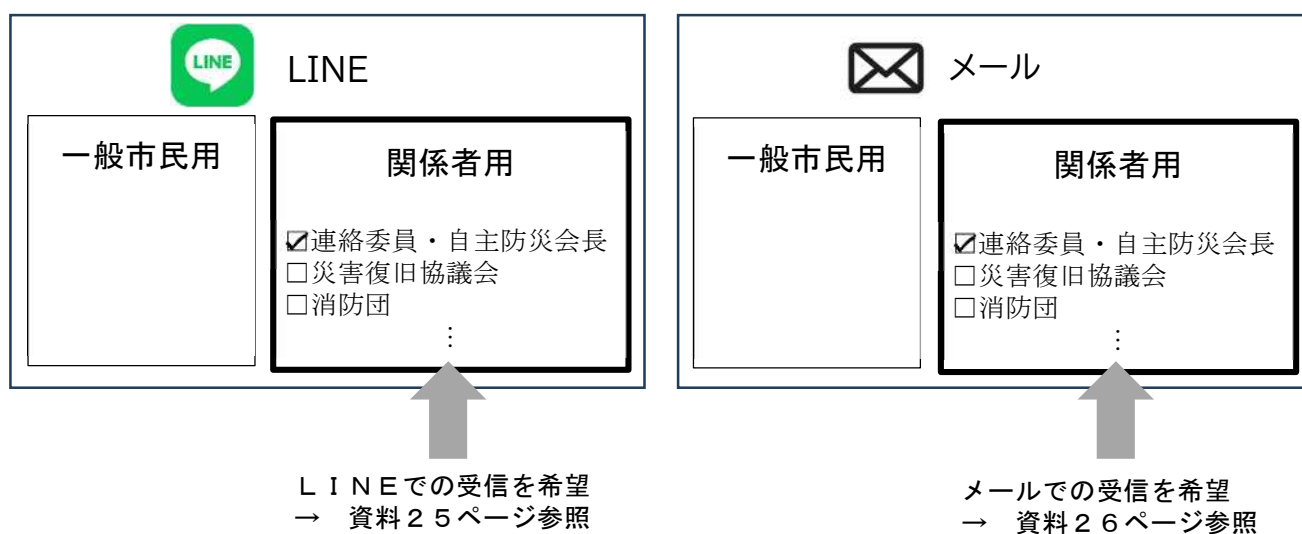 LINE
LINE
一般市民用
関係者用
☑連絡委員・自主防災会長
□災害復旧協議会
□消防団
⋮
ＬＩＮＥでの受信を希望
→　資料２５ページ参照
メール
一般市民用
関係者用
☑連絡委員・自主防災会長
□災害復旧協議会
□消防団
⋮
メールでの受信を希望
→　資料２６ページ参照